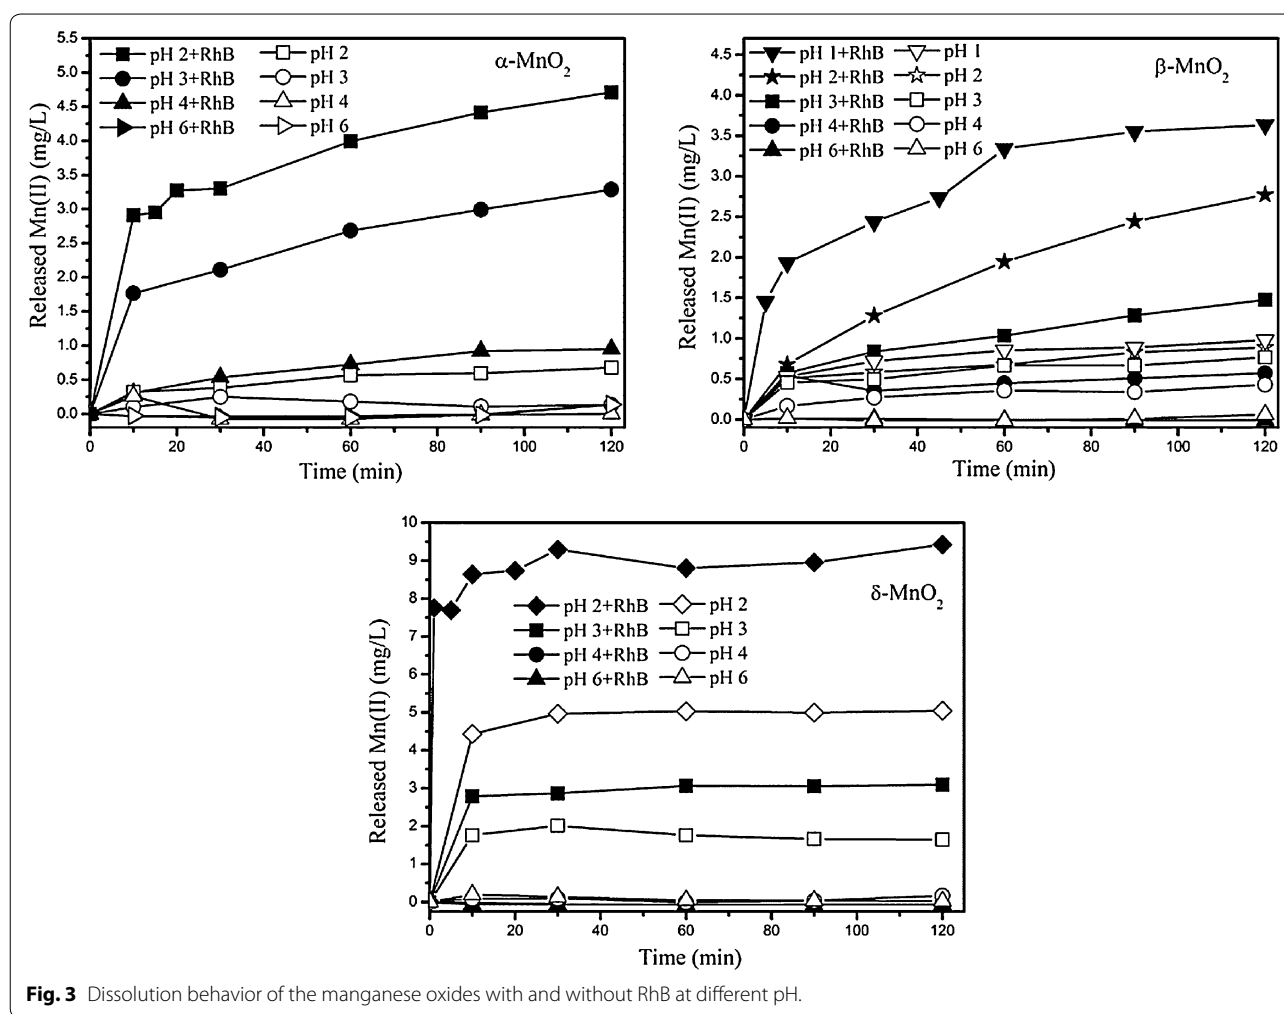 5.5
5.0
4.5
4.0
3.5
3.0
2.5
2.0
1.5
1.0
0.5
0.0
Released Mn(II) (mg/L)
pH 2+RhB pH 2
pH 3+RhB pH 3
pH 4+RhB pH 4
pH 6+RhB pH 6
α-MnO₂
0 20 40 60 80 100 120
Time (min)
4.5
4.0
3.5
3.0
2.5
2.0
1.5
1.0
0.5
0.0
Released Mn(II) (mg/L)
pH 1+RhB pH 1
pH 2+RhB pH 2
pH 3+RhB pH 3
pH 4+RhB pH 4
pH 6+RhB pH 6
β-MnO₂
0 20 40 60 80 100 120
Time (min)
10
9
8
7
6
5
4
3
2
1
0
Released Mn(II) (mg/L)
δ-MnO₂
pH 2+RhB pH 2
pH 3+RhB pH 3
pH 4+RhB pH 4
pH 6+RhB pH 6
0 20 40 60 80 100 120
Time (min)
Fig. 3 Dissolution behavior of the manganese oxides with and without RhB at different pH.